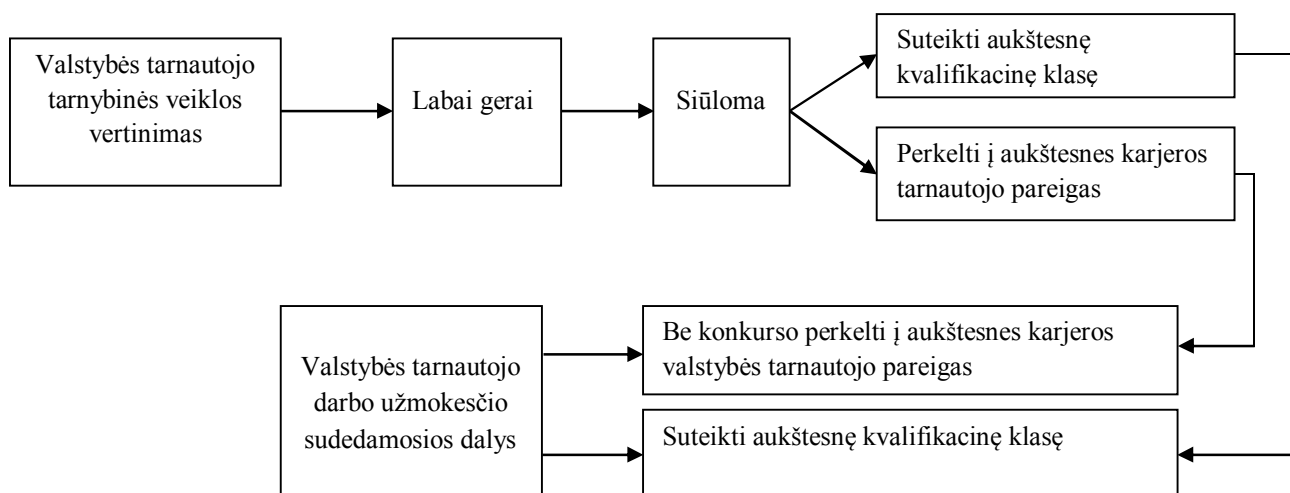 Valstybės tarnautojo
tarnybinės veiklos
vertinimas
Labai gerai
Siūloma
Suteikti aukštesnę
kvalifikacinę klasę
Perkelti į aukštesnes karjeros
tarnautojo pareigas
Valstybės tarnautojo
darbo užmokesčio
sudedamosios dalys
Be konkurso perkelti į aukštesnes karjeros
valstybės tarnautojo pareigas
Suteikti aukštesnę kvalifikacinę klasę